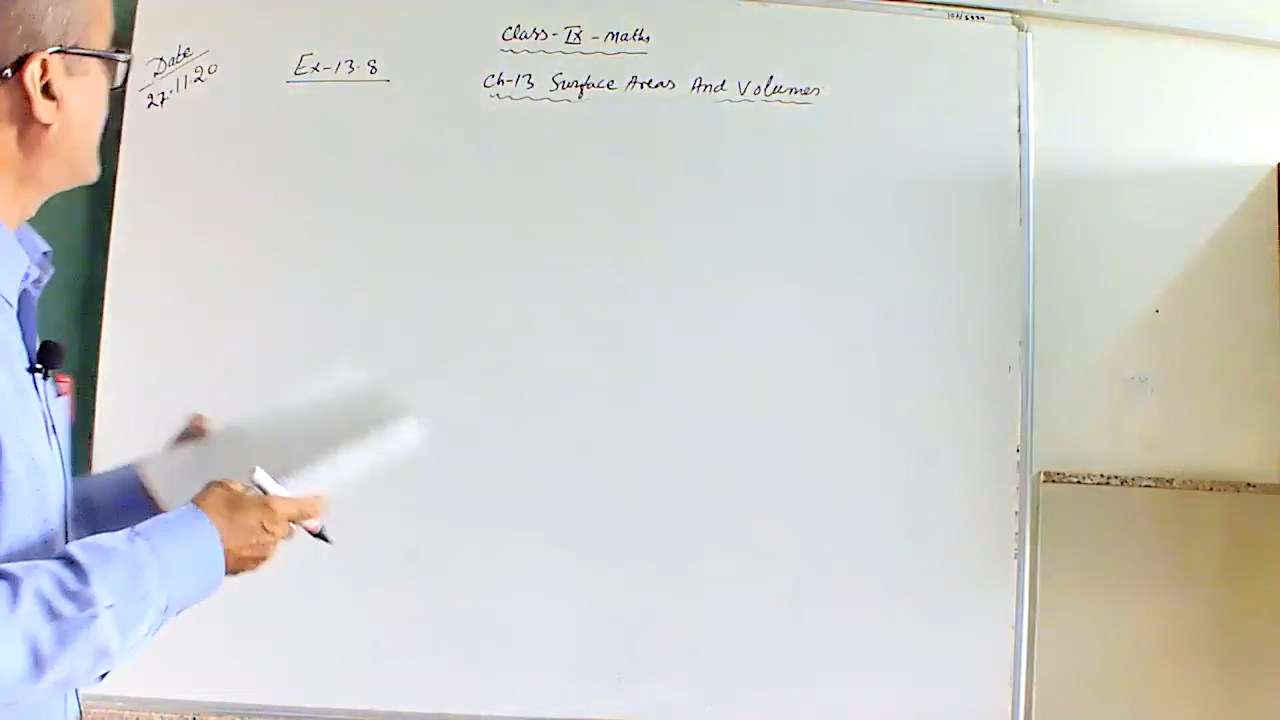 Class-IX-Maths
Date
27.11.20
Ex-13.8
Ch-13 Surface Areas And Volumes